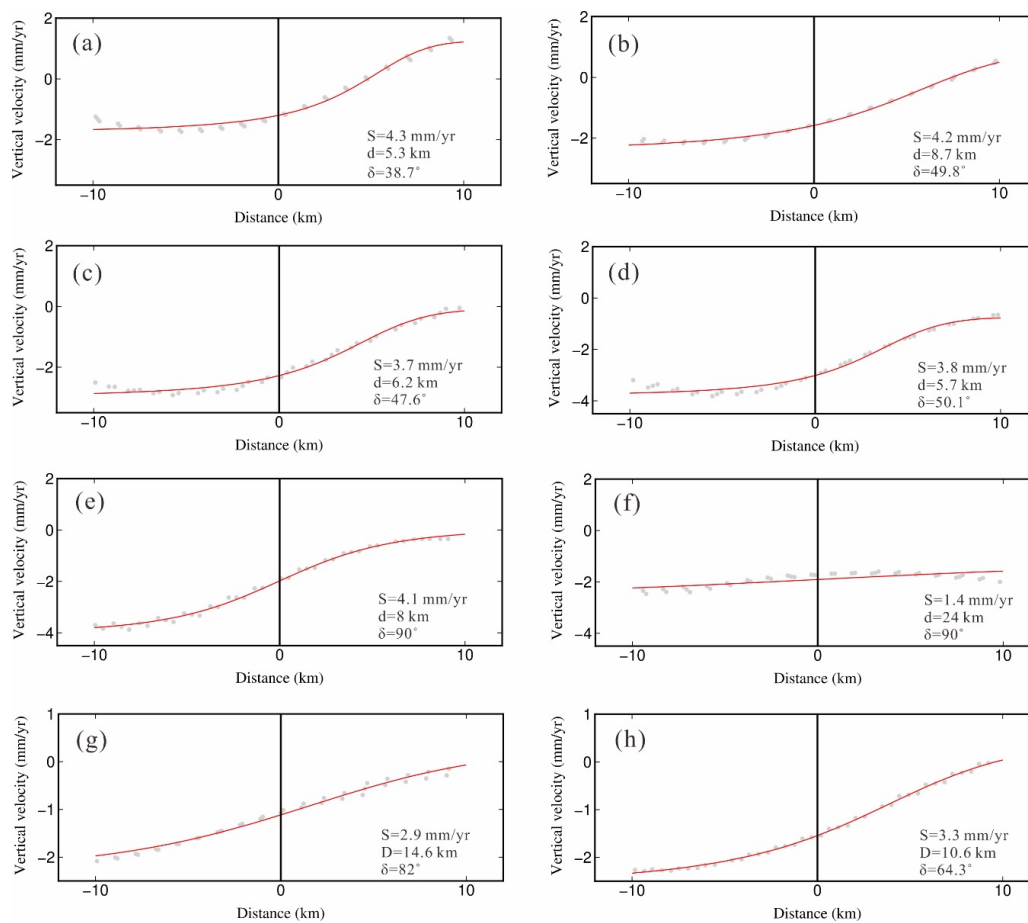 (a)
Vertical velocity (mm/yr)
2
0
−2
−10
0
10
Distance (km)
S=4.3 mm/yr
d=5.3 km
δ=38.7°
(b)
Vertical velocity (mm/yr)
2
0
−2
−10
0
10
Distance (km)
S=4.2 mm/yr
d=8.7 km
δ=49.8°
(c)
Vertical velocity (mm/yr)
2
0
−2
−10
0
10
Distance (km)
S=3.7 mm/yr
d=6.2 km
δ=47.6°
(d)
Vertical velocity (mm/yr)
2
0
−2
−4
−10
0
10
Distance (km)
S=3.8 mm/yr
d=5.7 km
δ=50.1°
(e)
Vertical velocity (mm/yr)
2
0
−2
−4
−10
0
10
Distance (km)
S=4.1 mm/yr
d=8 km
δ=90°
(f)
Vertical velocity (mm/yr)
2
0
−2
−4
−10
0
10
Distance (km)
S=1.4 mm/yr
d=24 km
δ=90°
(g)
Vertical velocity (mm/yr)
1
0
−1
−2
−10
0
10
Distance (km)
S=2.9 mm/yr
D=14.6 km
δ=82°
(h)
Vertical velocity (mm/yr)
1
0
−1
−2
−10
0
10
Distance (km)
S=3.3 mm/yr
D=10.6 km
δ=64.3°